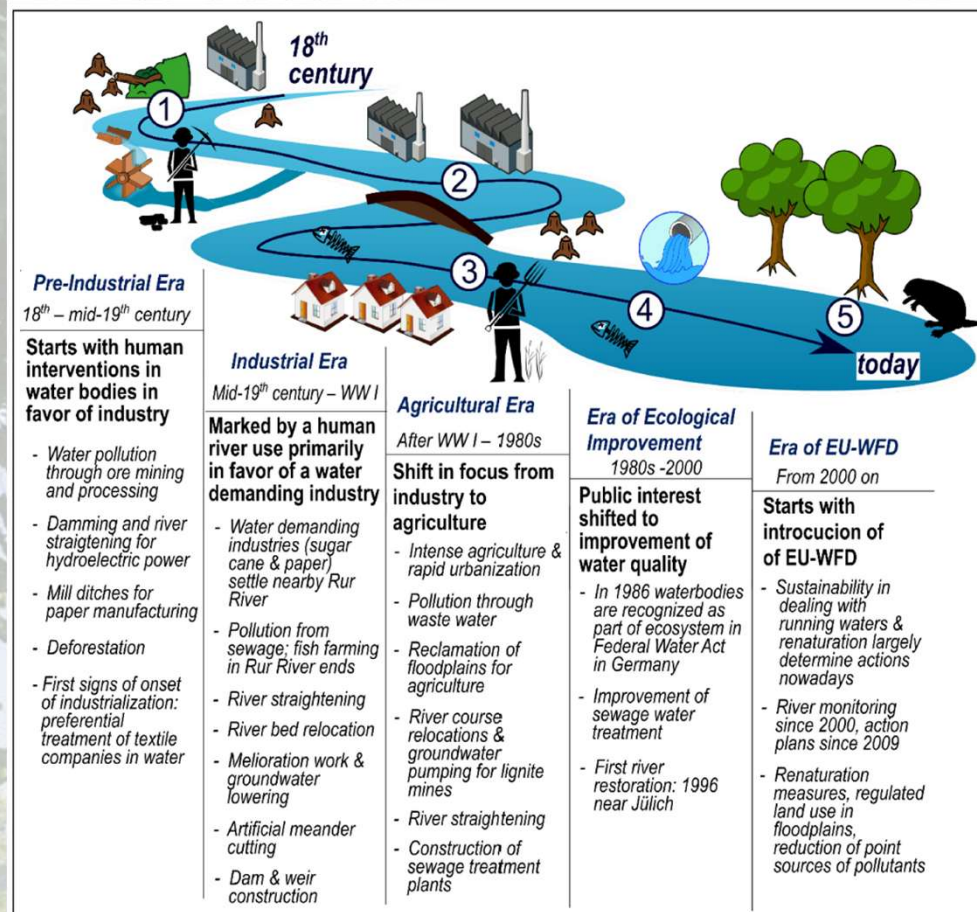 18th
century
1
2
3
4
5
today
Pre-Industrial Era
18th – mid-19th century
Starts with human
interventions in
water bodies in
favor of industry
- Water pollution
through ore mining
and processing
- Damming and river
straigtening for
hydroelectric power
- Mill ditches for
paper manufacturing
- Deforestation
- First signs of onset
of industrialization:
preferential
treatment of textile
companies in water
Industrial Era
Mid-19th century – WW I
Marked by a human
river use primarily
in favor of a water
demanding industry
- Water demanding
industries (sugar
cane & paper)
settle nearby Rur
River
- Pollution from
sewage; fish farming
in Rur River ends
- River straightening
- River bed relocation
- Melioration work &
groundwater
lowering
- Artificial meander
cutting
- Dam & weir
construction
Agricultural Era
After WW I – 1980s
Shift in focus from
industry to
agriculture
- Intense agriculture &
rapid urbanization
- Pollution through
waste water
- Reclamation of
floodplains for
agriculture
- River course
relocations &
groundwater
pumping for lignite
mines
- River straightening
- Construction of
sewage treatment
plants
Era of Ecological
Improvement
1980s -2000
Public interest
shifted to
improvement of
water quality
- In 1986 waterbodies
are recognized as
part of ecosystem in
Federal Water Act
in Germany
- Improvement of
sewage water
treatment
- First river
restoration: 1996
near Jülich
Era of EU-WFD
From 2000 on
Starts with
introcucion of
of EU-WFD
- Sustainability in
dealing with
running waters &
renaturation largely
determine actions
nowadays
- River monitoring
since 2000, action
plans since 2009
- Renaturation
measures, regulated
land use in
floodplains,
reduction of point
sources of pollutants